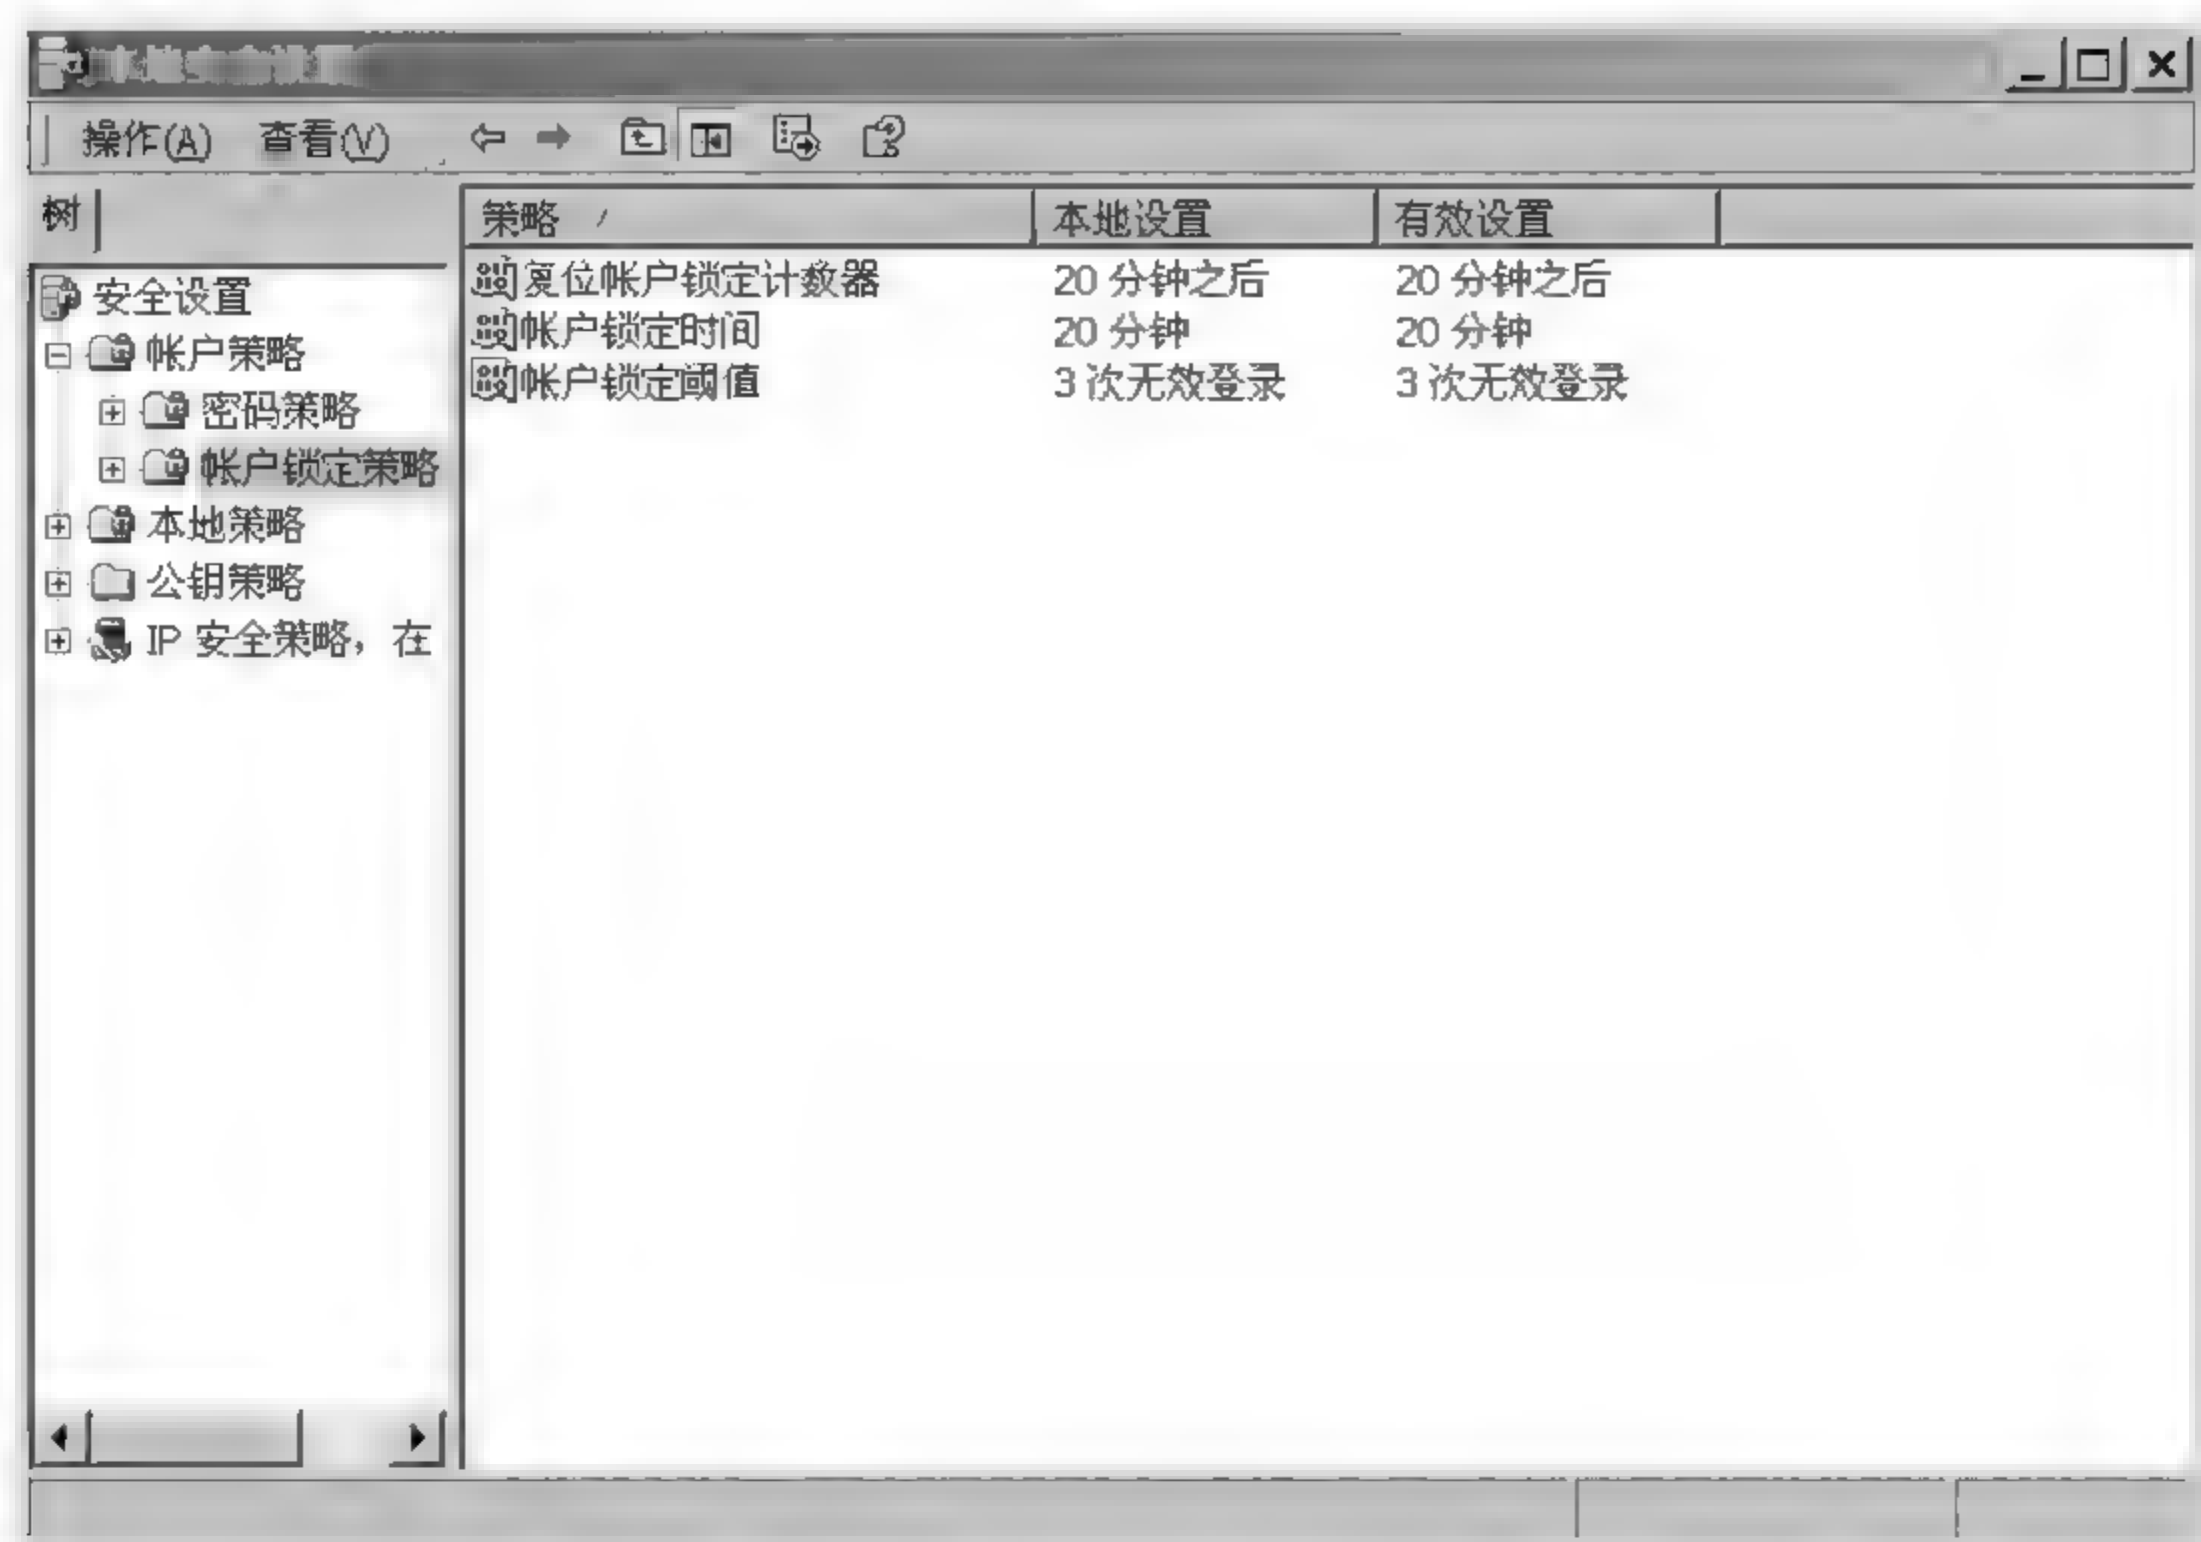 操作(A) 查看(V)
树
策略 本地设置 有效设置
安全设置
帐户策略
密码策略
帐户锁定策略
本地策略
公钥策略
IP 安全策略，在
复位帐户锁定计数器 20 分钟之后 20 分钟之后
帐户锁定时间 20 分钟 20 分钟
帐户锁定阈值 3 次无效登录 3 次无效登录